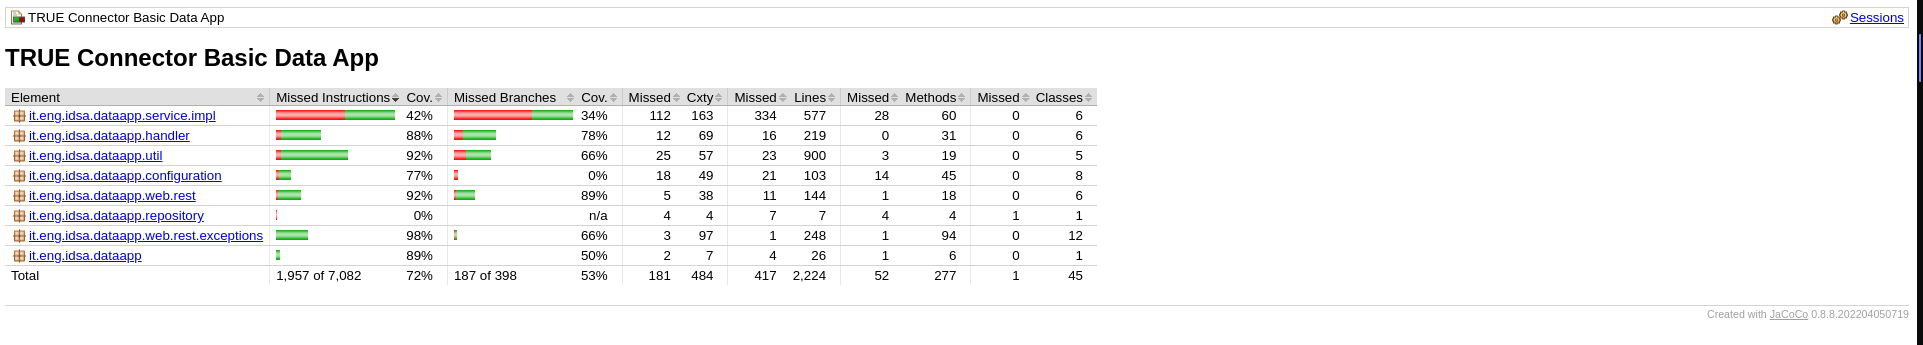 TRUE Connector Basic Data App Sessions
TRUE Connector Basic Data App
Element Missed Instructions Cov. Missed Branches Cov. Missed Cxty Missed Lines Missed Methods Missed Classes
it.eng.idsa.dataapp.service.impl 42% 34% 112 163 334 577 28 60 0 6
it.eng.idsa.dataapp.handler 88% 78% 12 69 16 219 0 31 0 6
it.eng.idsa.dataapp.util 92% 66% 25 57 23 900 3 19 0 5
it.eng.idsa.dataapp.configuration 77% 0% 18 49 21 103 14 45 0 8
it.eng.idsa.dataapp.web.rest 92% 89% 5 38 11 144 1 18 0 6
it.eng.idsa.dataapp.repository 0% n/a 4 4 7 7 4 4 1 1
it.eng.idsa.dataapp.web.rest.exceptions 98% 66% 3 97 1 248 1 94 0 12
it.eng.idsa.dataapp 89% 50% 2 7 4 26 1 6 0 1
Total 1,957 of 7,082 72% 187 of 398 53% 181 484 417 2,224 52 277 1 45
Created with JaCoCo 0.8.8.202204050719